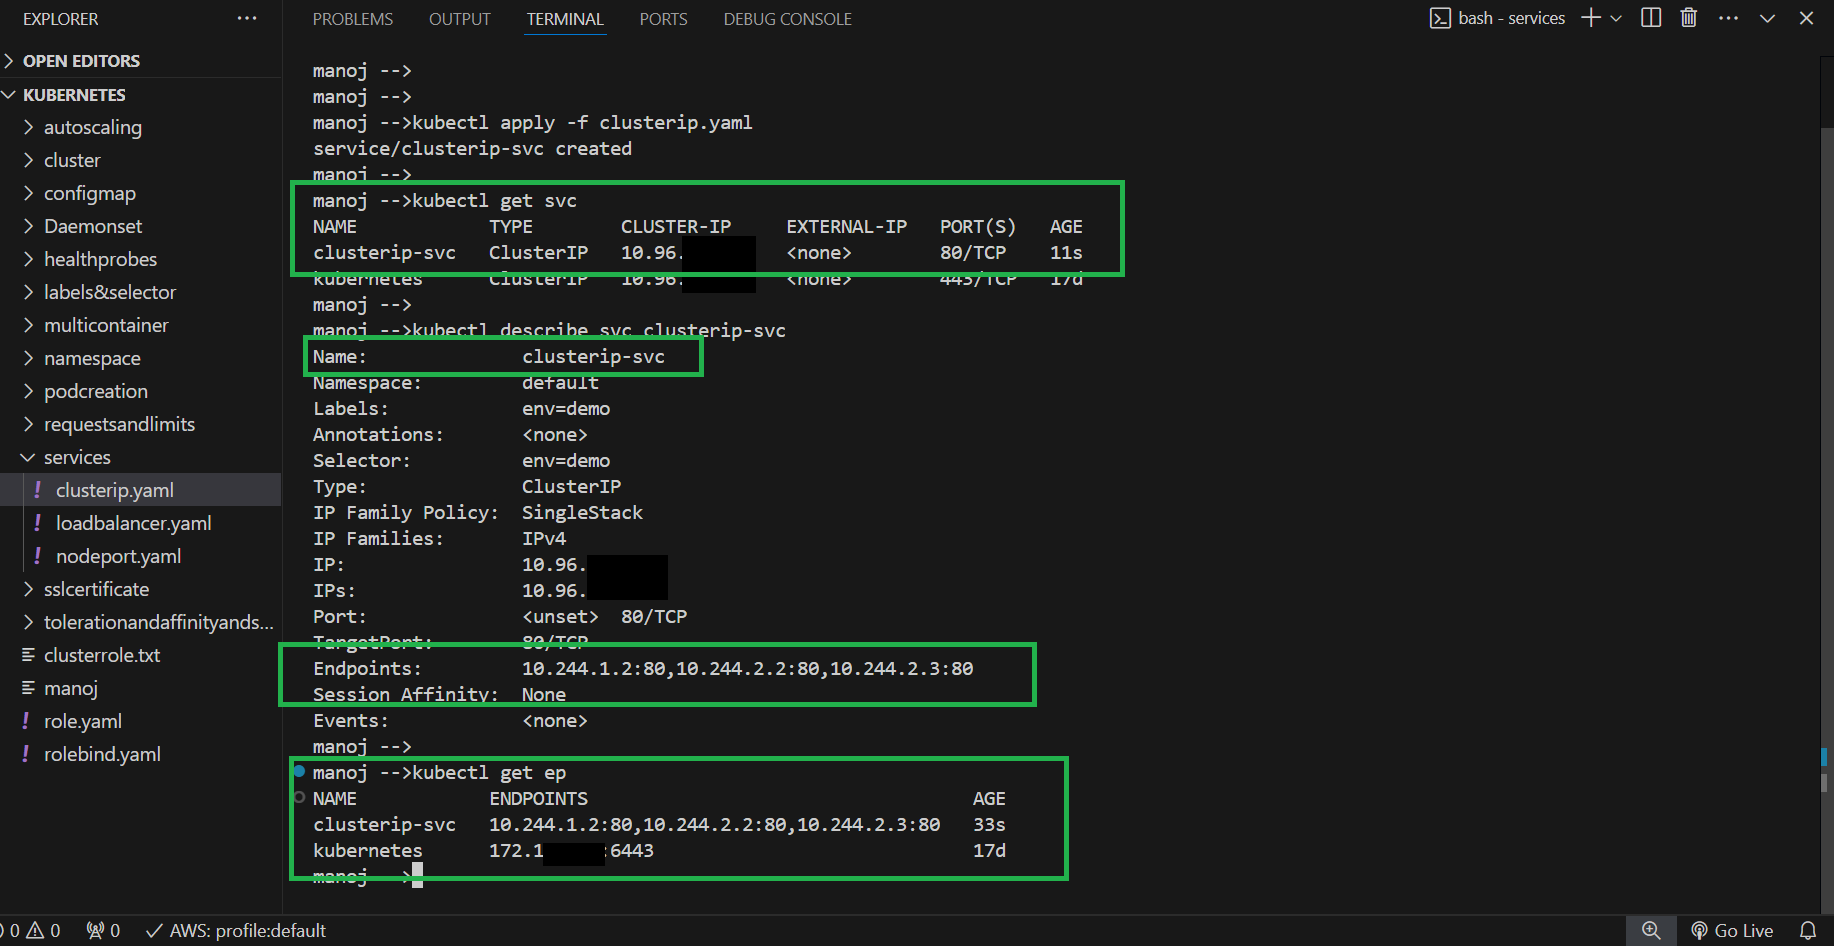 EXPLORER
PROBLEMS OUTPUT TERMINAL PORTS DEBUG CONSOLE
bash - services
OPEN EDITORS
KUBERNETES
autoscaling
cluster
configmap
Daemonset
healthprobes
labels&selector
multicontainer
namespace
podcreation
requestsandlimits
services
! clusterip.yaml
! loadbalancer.yaml
! nodeport.yaml
sslcertificate
tolerationandaffinityands...
clusterrole.txt
manoj
! role.yaml
! rolebind.yaml
manoj -->
manoj -->
manoj -->kubectl apply -f clusterip.yaml
service/clusterip-svc created
manoj -->
manoj -->kubectl get svc
NAME TYPE CLUSTER-IP EXTERNAL-IP PORT(S) AGE
clusterip-svc ClusterIP 10.96. <none> 80/TCP 11s
kubernetes ClusterIP 10.96. <none> 443/TCP 17d
manoj -->
manoj -->kubectl describe svc clusterip-svc
Name: clusterip-svc
Namespace: default
Labels: env=demo
Annotations: <none>
Selector: env=demo
Type: ClusterIP
IP Family Policy: SingleStack
IP Families: IPv4
IP: 10.96.
IPs: 10.96.
Port: <unset> 80/TCP
TargetPort: 80/TCP
Endpoints: 10.244.1.2:80,10.244.2.2:80,10.244.2.3:80
Session Affinity: None
Events: <none>
manoj -->
manoj -->kubectl get ep
NAME ENDPOINTS AGE
clusterip-svc 10.244.1.2:80,10.244.2.2:80,10.244.2.3:80 33s
kubernetes 172.1 :6443 17d
manoj -->
0 0 0 AWS: profile:default Go Live